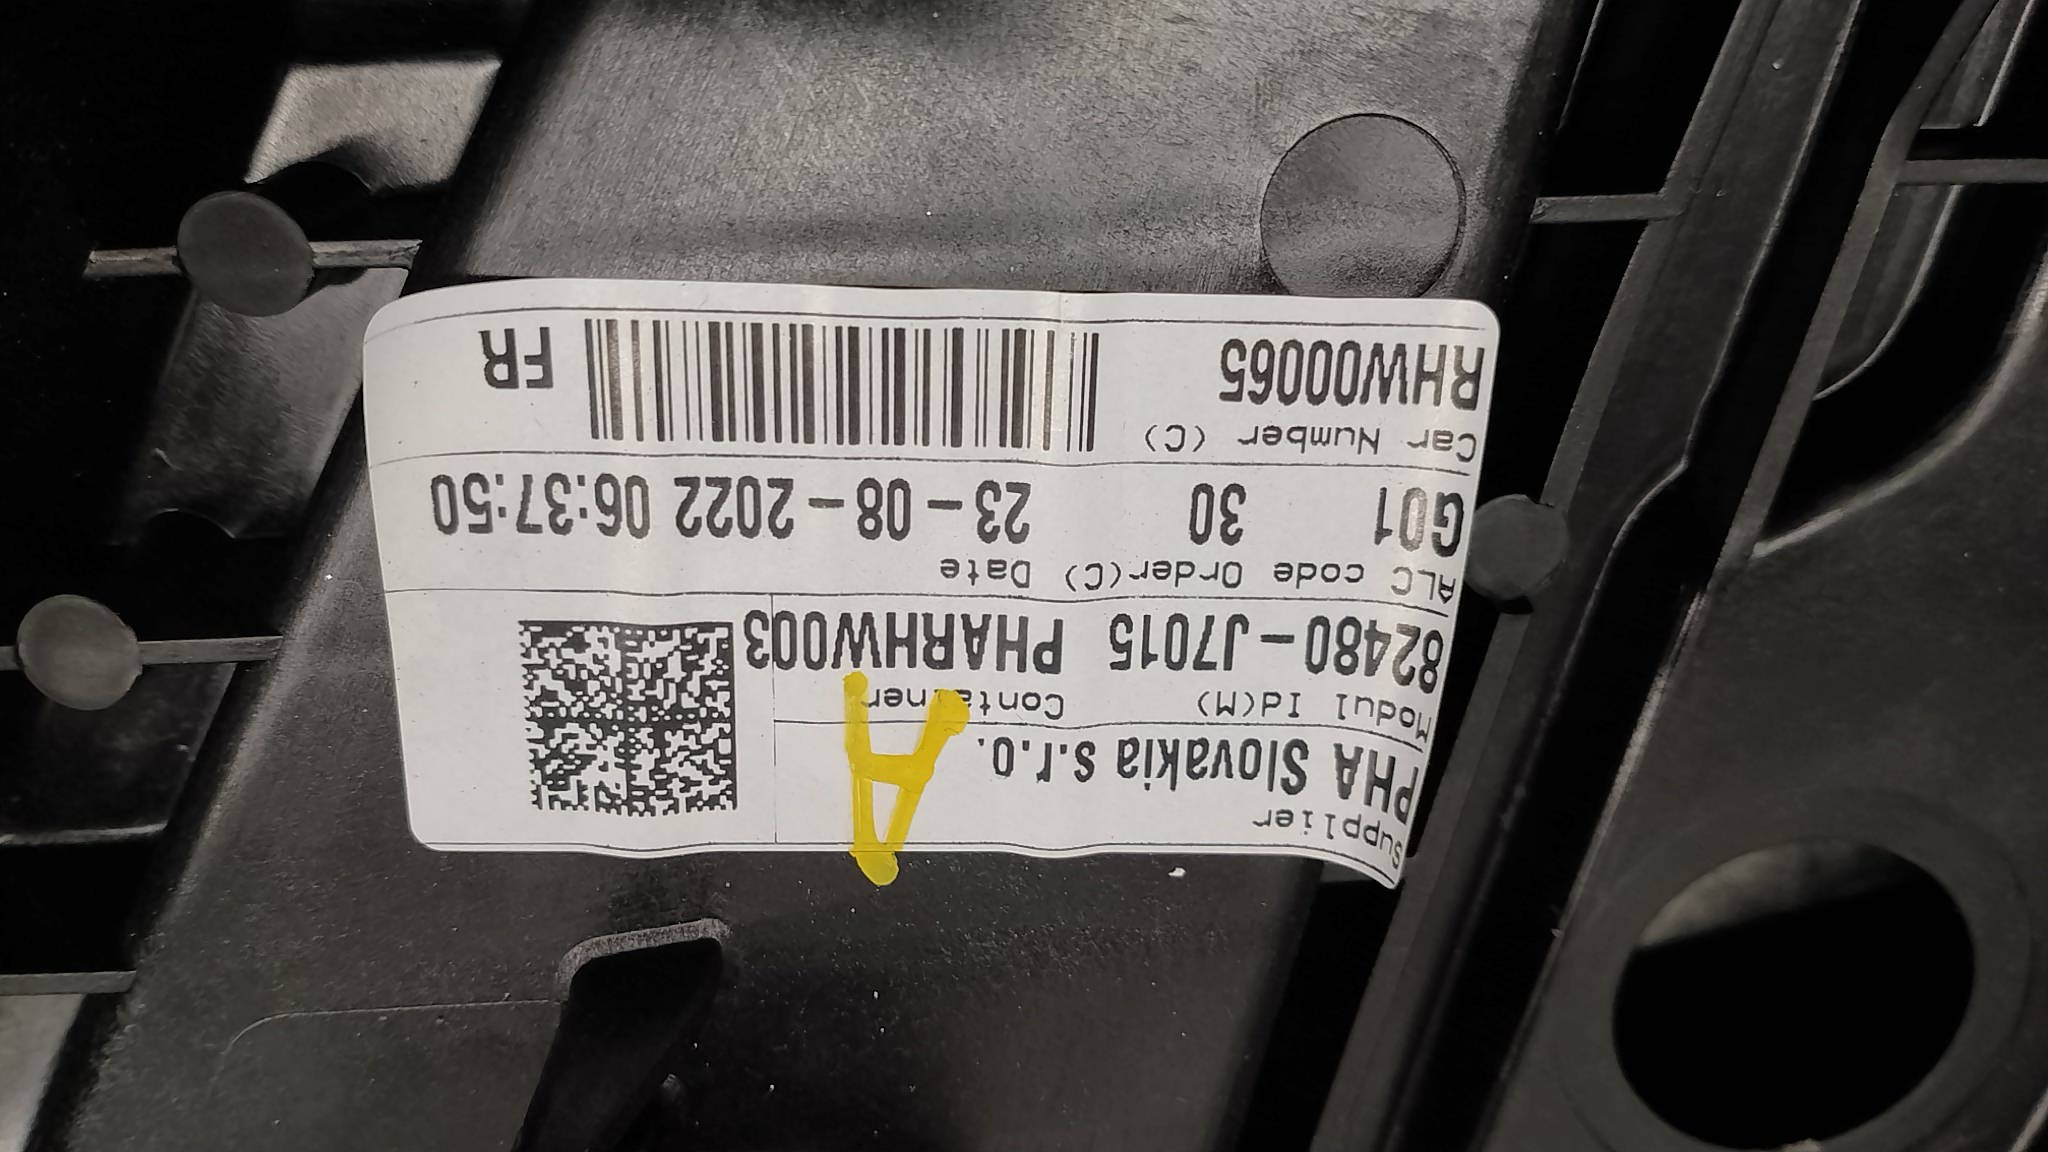 Supplier
PHA Slovakia s.r.o.
A
Modul Id(M) Container
82480-J7015 PHARHW003
ALC code Order(C) Date
G01 30 23-08-2022 06:37:50
Car Number (C)
RHW00065 FR